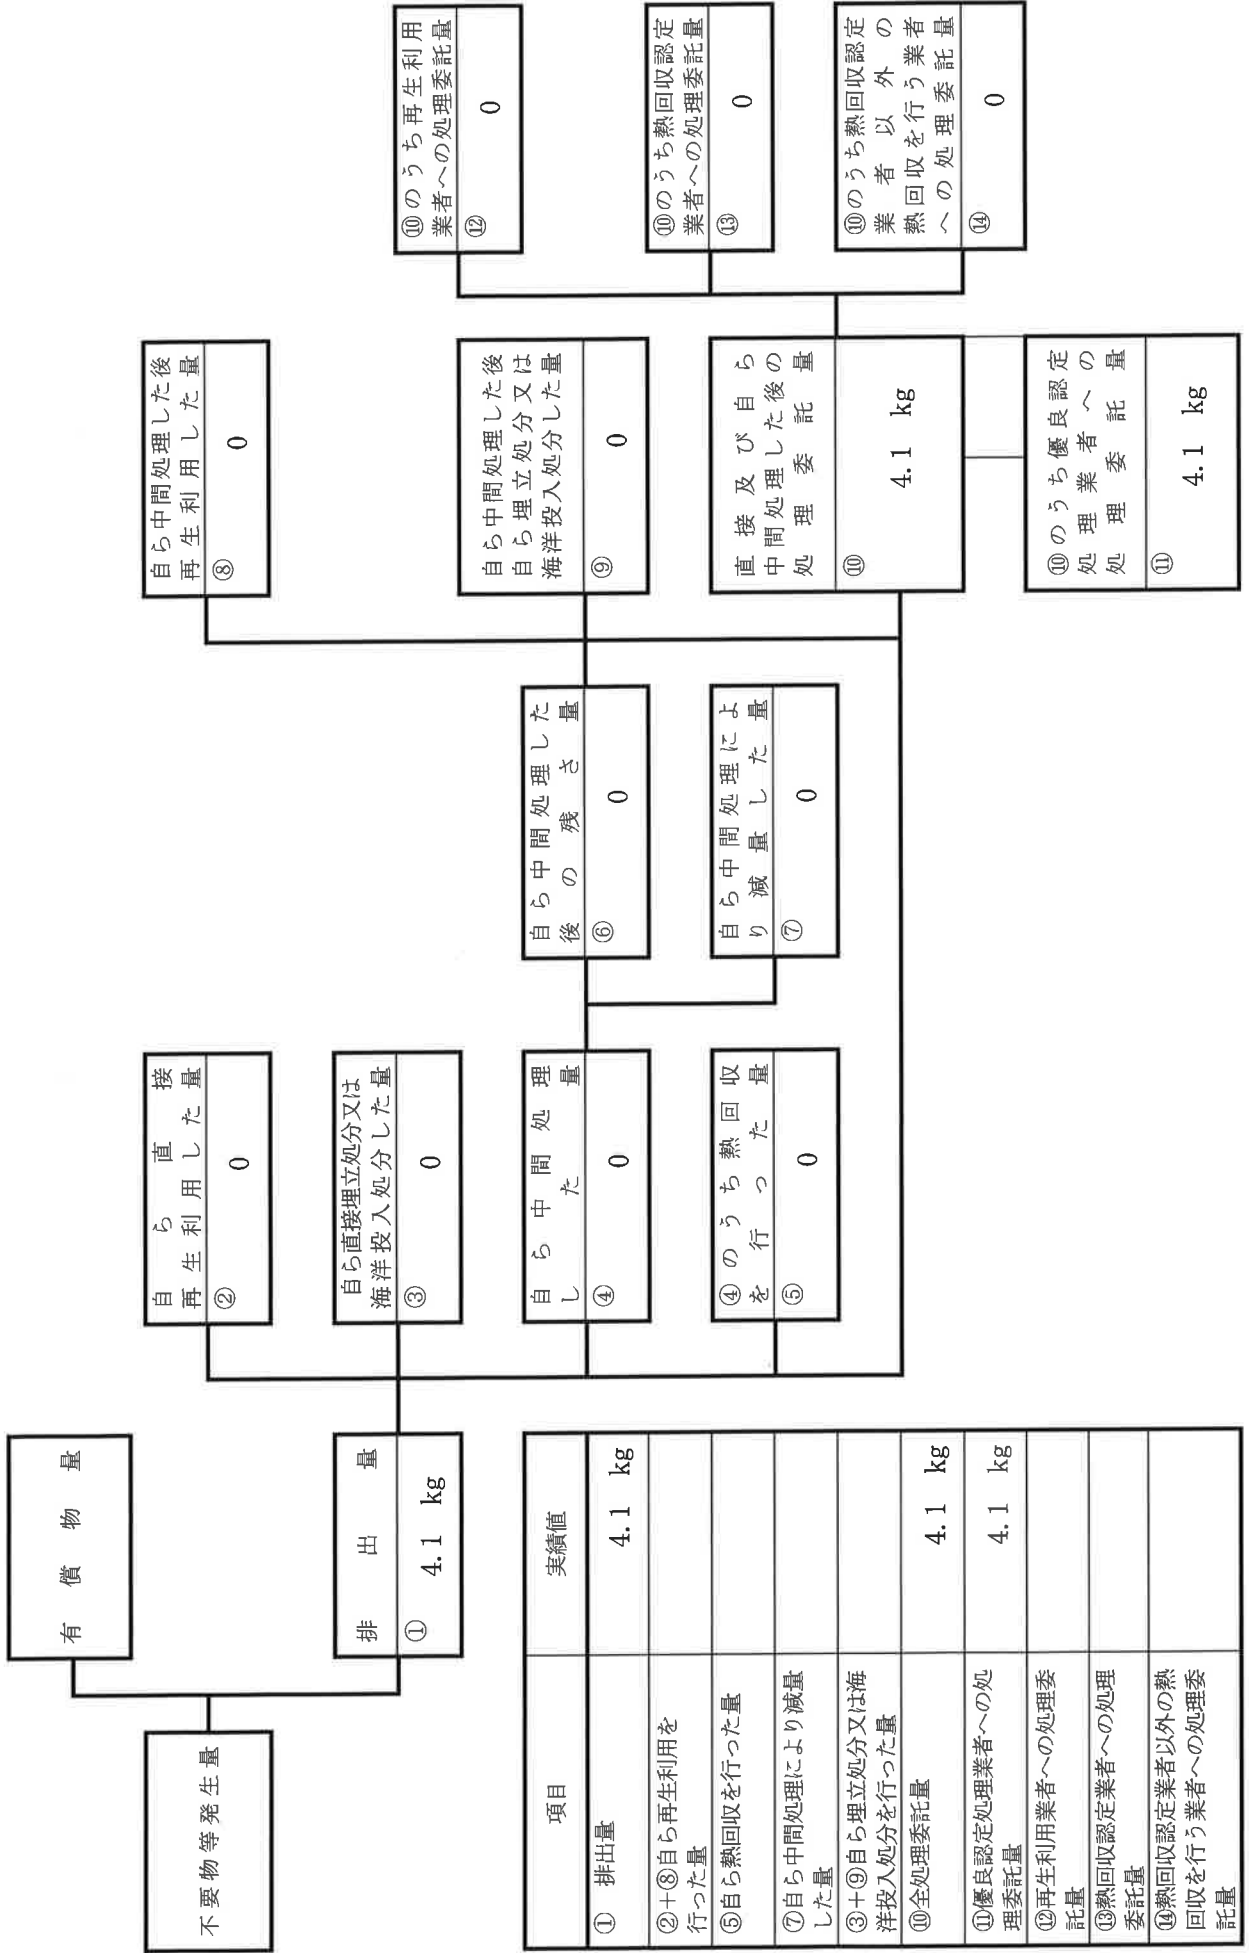 不要物等発生量
有償物量
排出量
① 4.1 kg
自ら直接
再生利用した量
② 0
自ら直接埋立処分又は
海洋投入処分した量
③ 0
自ら中間処理
した量
④ 0
④のうち熱回収
を行った量
⑤ 0
自ら中間処理した
後の残さ量
⑥ 0
自ら中間処理によ
り減量した量
⑦ 0
自ら中間処理した後
再生利用した量
⑧ 0
自ら中間処理した後
自ら埋立処分又は
海洋投入処分した量
⑨ 0
直接及び自ら
中間処理した後の
処理委託量
⑩ 4.1 kg
⑩のうち優良認定
処理業者への
処理委託量
⑪ 4.1 kg
⑩のうち再生利用
業者への処理委託量
⑫ 0
⑩のうち熱回収認定
業者への処理委託量
⑬ 0
⑩のうち熱回収認定
業者以外の
熱回収を行う業者
への処理委託量
⑭ 0
項目 実績値
① 排出量 4.1 kg
②+⑧自ら再生利用を
行った量
⑤自ら熱回収を行った量
⑦自ら中間処理により減量
した量
③+⑨自ら埋立処分又は海
洋投入処分を行った量
⑩全処理委託量 4.1 kg
⑪優良認定処理業者への処
理委託量 4.1 kg
⑫再生利用業者への処理委
託量
⑬熱回収認定業者への処理
委託量
⑭熱回収認定業者以外の熱
回収を行う業者への処理委
託量